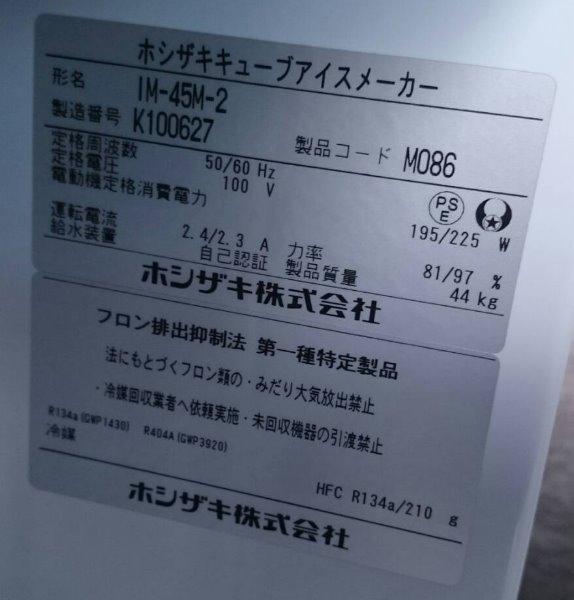 ホシザキキューブアイスメーカー
形名 IM-45M-2
製造番号 K100627 製品コード M086
定格周波数 50/60 Hz
定格電圧 100 V
電動機定格消費電力 195/225 W
PS
E
運転電流 2.4/2.3 A 力率 81/97 %
給水装置 自己認証 製品質量 44 kg
ホシザキ株式会社
フロン排出抑制法 第一種特定製品
法にもとづくフロン類の・みだり大気放出禁止
・冷媒回収業者へ依頼実施・未回収機器の引渡禁止
R134a(GWP1430) R404A(GWP3920)
冷媒 HFC R134a/210 g
ホシザキ株式会社